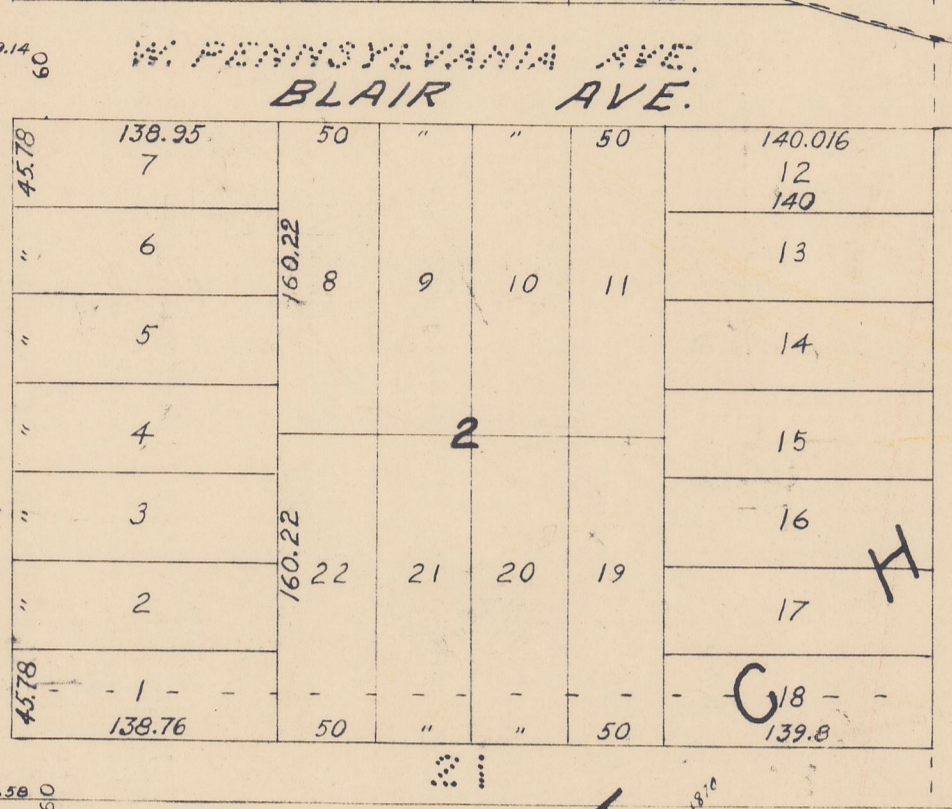 9.14 60
W. PENNSYLVANIA AVE.
BLAIR AVE.
45.78 138.95 50 " " 50 140.016
7 12
140
" 6 160.22 8 9 10 11 13
" 5 14
" 4 2 15
" 3 16
160.22 22 21 20 19 H
" 2 17
45.78 1 C 18
138.76 50 " " 50 139.8
21
.58 60